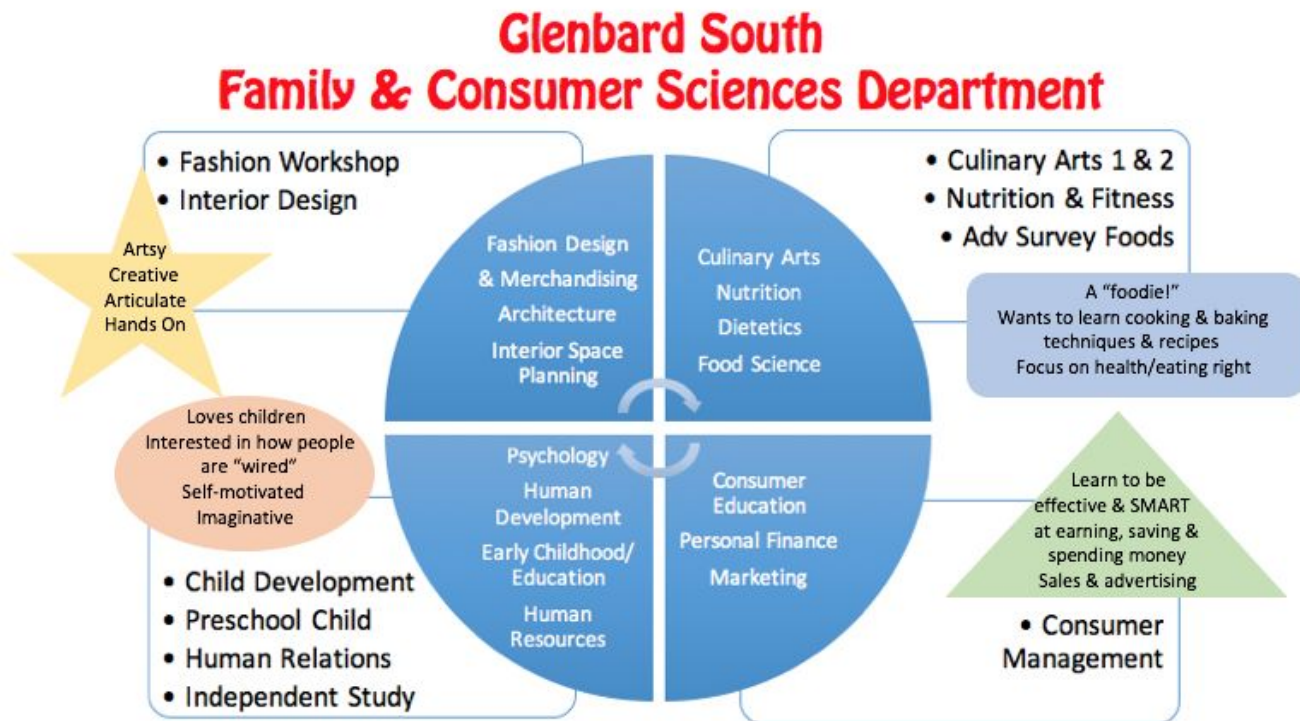 Glenbard South
Family & Consumer Sciences Department
• Fashion Workshop
• Interior Design
Artsy
Creative
Articulate
Hands On
Fashion Design
& Merchandising
Architecture
Interior Space
Planning
• Culinary Arts 1 & 2
• Nutrition & Fitness
• Adv Survey Foods
Culinary Arts
Nutrition
Dietetics
Food Science
A "foodie!"
Wants to learn cooking & baking
techniques & recipes
Focus on health/eating right
Loves children
Interested in how people
are "wired"
Self-motivated
Imaginative
Psychology
Human
Development
Early Childhood/
Education
Human
Resources
• Child Development
• Preschool Child
• Human Relations
• Independent Study
Consumer
Education
Personal Finance
Marketing
Learn to be
effective & SMART
at earning, saving &
spending money
Sales & advertising
• Consumer
Management